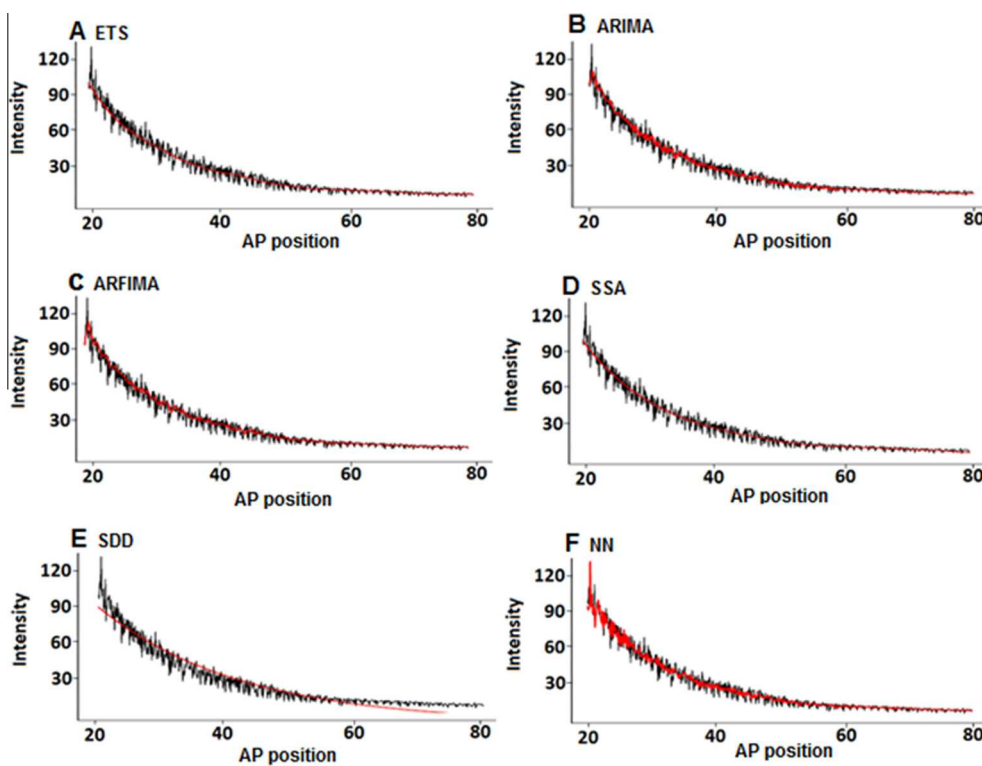 A ETS
120
90
60
30
Intensity
20 40 60 80
AP position
B ARIMA
120
90
60
30
Intensity
20 40 60 80
AP position
C ARFIMA
120
90
60
30
Intensity
20 40 60 80
AP position
D SSA
120
90
60
30
Intensity
20 40 60 80
AP position
E SDD
120
90
60
30
Intensity
20 40 60 80
AP position
F NN
120
90
60
30
Intensity
20 40 60 80
AP position